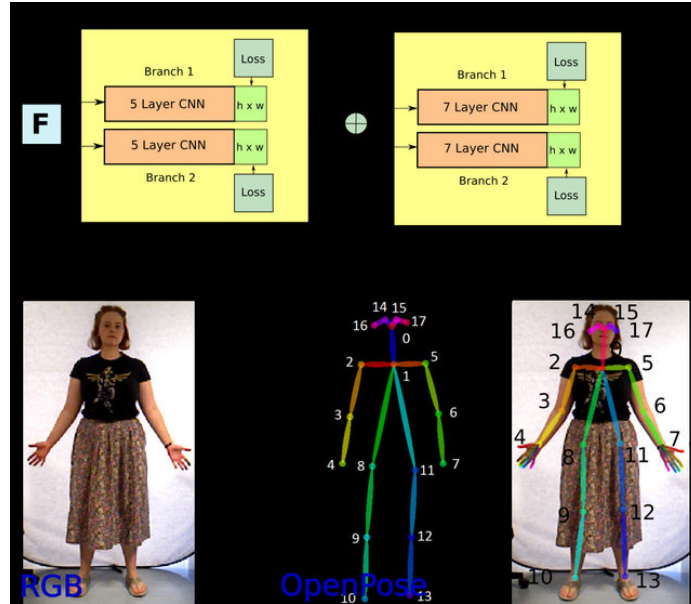 Loss
Loss
Branch 1
Branch 1
5 Layer CNN
h x w
7 Layer CNN
h x w
F
5 Layer CNN
h x w
7 Layer CNN
h x w
Branch 2
Branch 2
Loss
Loss
14 15
16 17
0
2 1 5
3 6
4 7
8 11
9 12
10 13
14 15
16 17
0
2 5
3 6
4 7
8 11
9 12
10 13
RGB
OpenPose